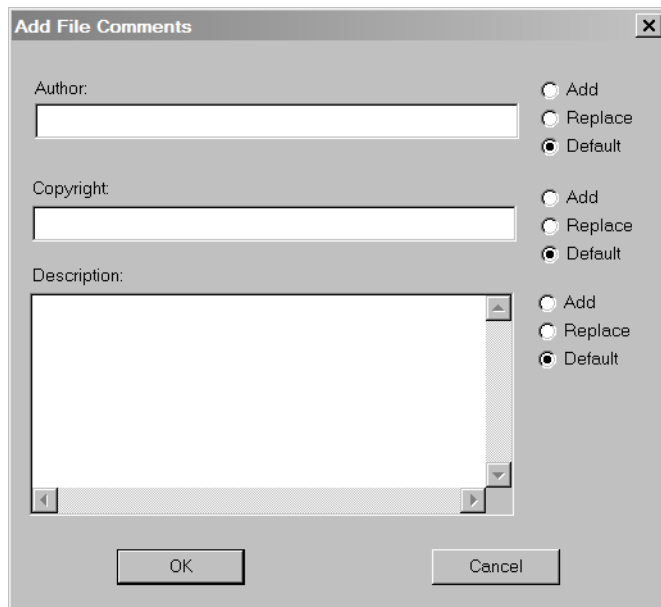 Add File Comments
Author:
Add
Replace
Default
Copyright:
Add
Replace
Default
Description:
Add
Replace
Default
OK
Cancel